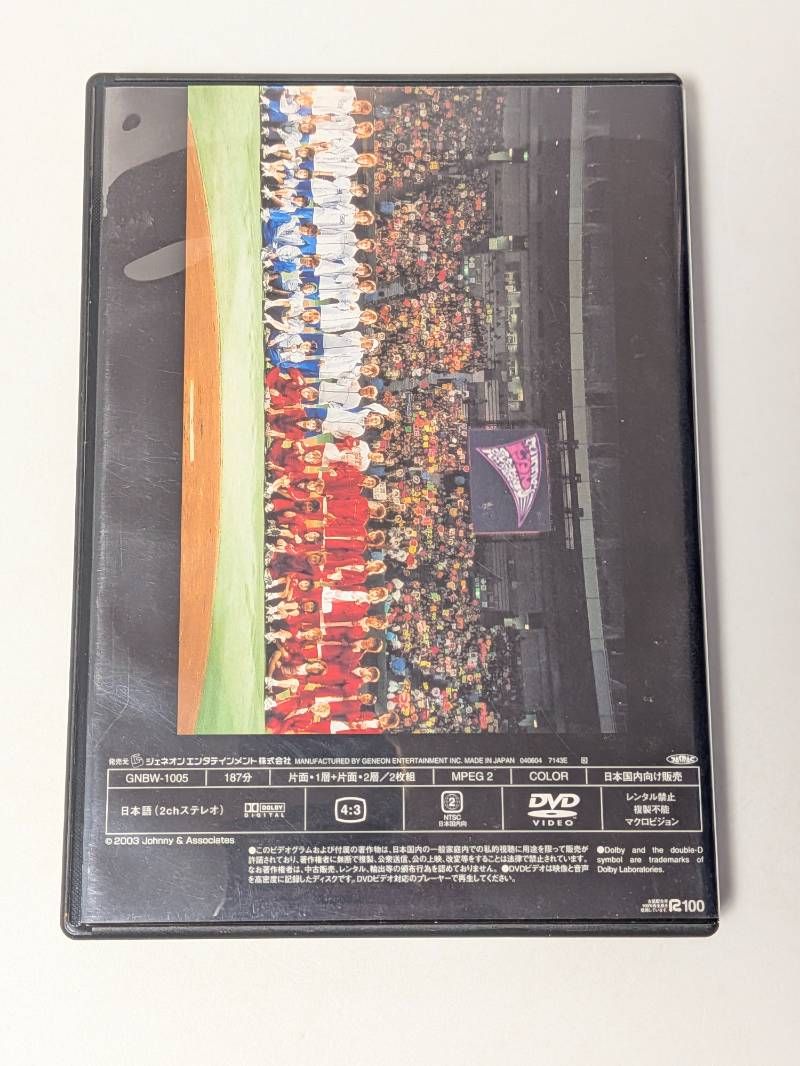 発売元 ジェネオン エンタテインメント株式会社 MANUFACTURED BY GENEON ENTERTAINMENT INC. MADE IN JAPAN 040604 7143E
GNBW-1005 187分 片面・1層+片面・2層／2枚組 MPEG 2 COLOR 日本国内向け販売
日本語(2chステレオ)
DOLBY
DIGITAL
4:3
2
NTSC
日本国内向
DVD
VIDEO
レンタル禁止
複製不能
マクロビジョン
© 2003 Johnny & Associates
●このビデオグラムおよび付属の著作物は、日本国内の一般家庭内での私的視聴に用途を限って販売が
許諾されており、著作権者に無断で複製、公衆送信、公の上映、改変等をすることは法律で禁止されています。
なお著作権者は、中古販売、レンタル、輸出等の頒布行為を認めておりません。 ●DVDビデオは映像と音声
を高密度に記録したディスクです。DVDビデオ対応のプレーヤーで再生してください。
●Dolby and the double-D
symbol are trademarks of
Dolby Laboratories.
R100